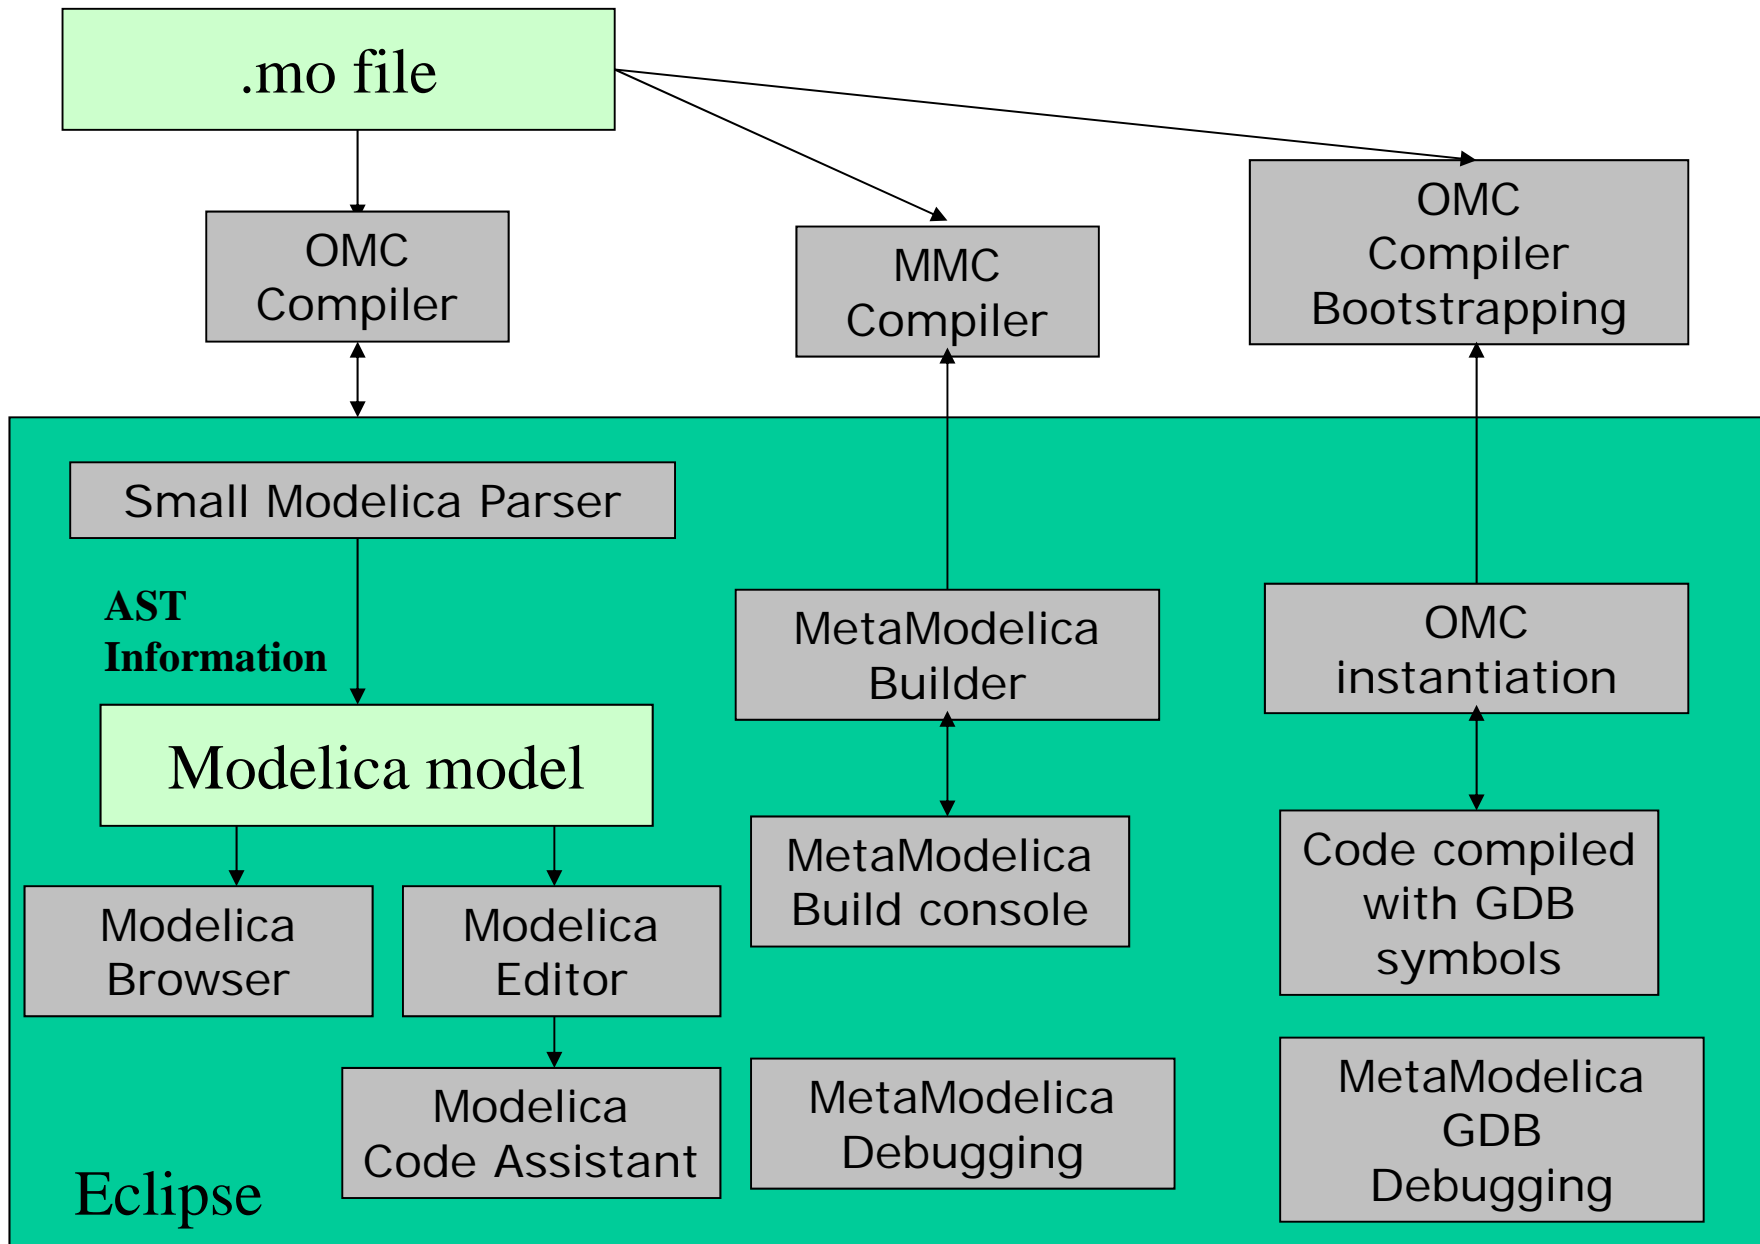 .mo file
OMC
Compiler
MMC
Compiler
OMC
Compiler
Bootstrapping
Small Modelica Parser
AST
Information
Modelica model
Modelica
Browser
Modelica
Editor
Modelica
Code Assistant
MetaModelica
Builder
MetaModelica
Build console
MetaModelica
Debugging
OMC
instantiation
Code compiled
with GDB
symbols
MetaModelica
GDB
Debugging
Eclipse